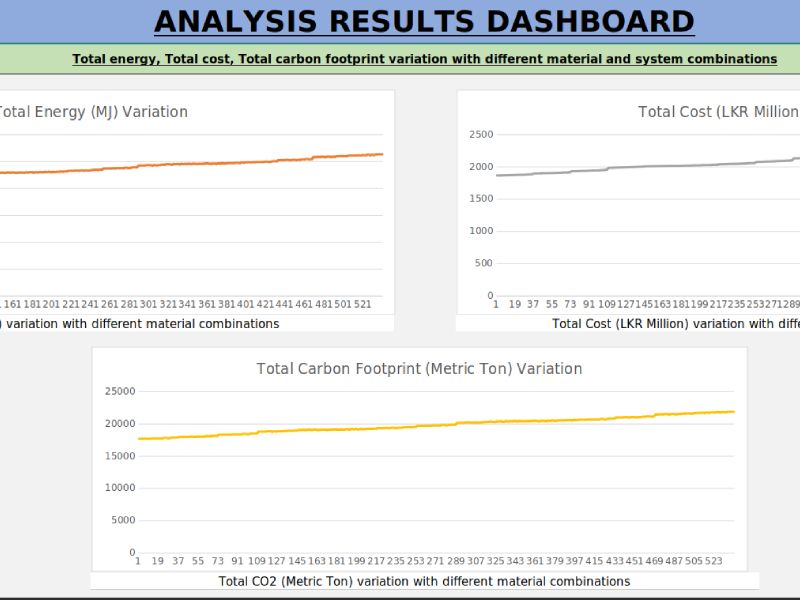 ANALYSIS RESULTS DASHBOARD
Total energy, Total cost, Total carbon footprint variation with different material and system combinations
otal Energy (MJ) Variation
161 181 201 221 241 261 281 301 321 341 361 381 401 421 441 461 481 501 521
) variation with different material combinations
Total Cost (LKR Million
2500
2000
1500
1000
500
0
1 19 37 55 73 91 109 127 145 163 181 199 217 235 253 271 289
Total Cost (LKR Million) variation with diffe
Total Carbon Footprint (Metric Ton) Variation
25000
20000
15000
10000
5000
0
1 19 37 55 73 91 109 127 145 163 181 199 217 235 253 271 289 307 325 343 361 379 397 415 433 451 469 487 505 523
Total CO2 (Metric Ton) variation with different material combinations